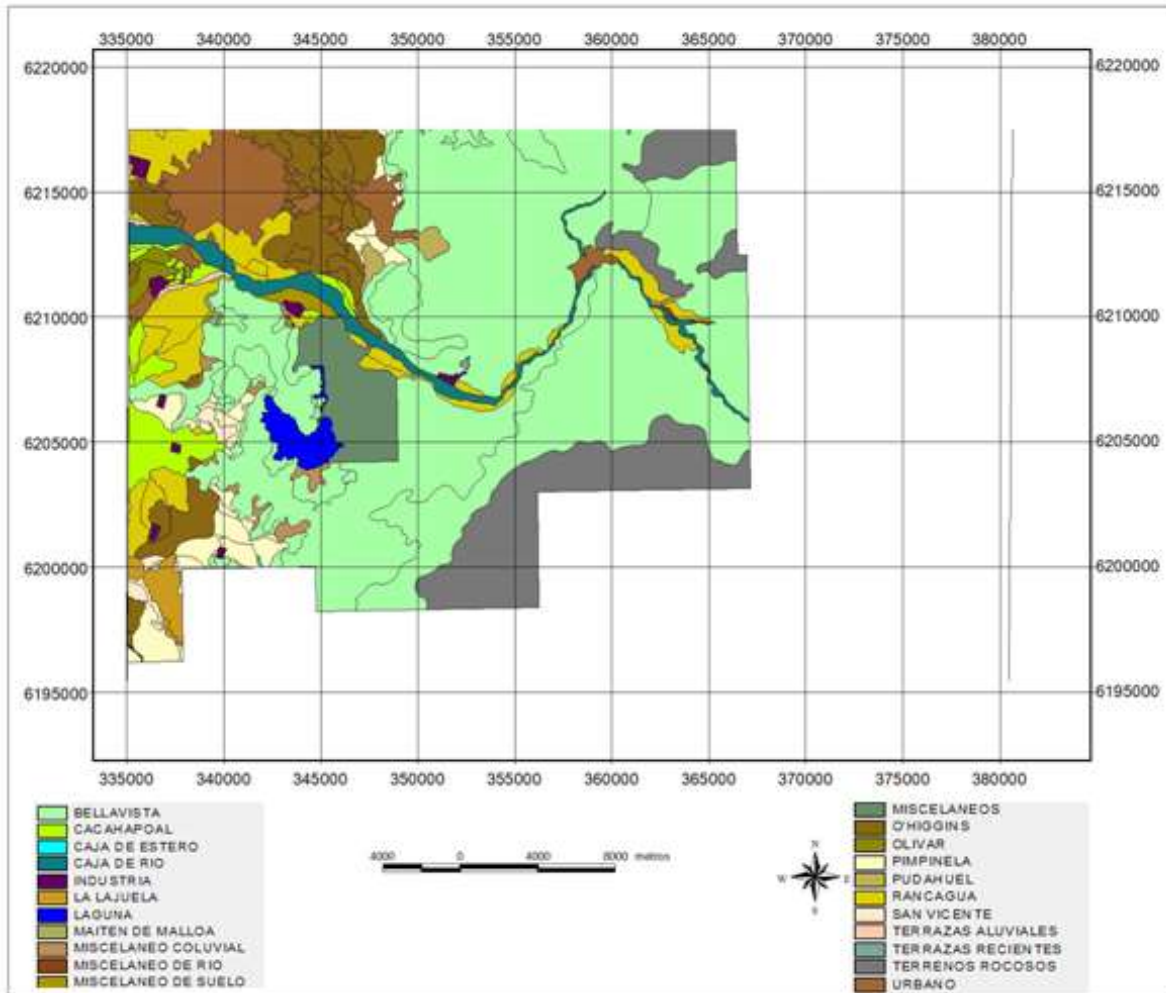 335000 340000 345000 350000 355000 360000 365000 370000 375000 380000
6220000 6220000
6215000 6215000
6210000 6210000
6205000 6205000
6200000 6200000
6195000 6195000
335000 340000 345000 350000 355000 360000 365000 370000 375000 380000
BELLAVISTA
CACAHAPOAL
CAJA DE ESTERO
CAJA DE RIO
INDUSTRIA
LA LAJUELA
LAGUNA
MAITEN DE MALLOA
MISCELANEO COLUVIAL
MISCELANEO DE RIO
MISCELANEO DE SUELO
4000 0 4000 8000 metros
N
W E
S
MISCELANEOS
O'HIGGINS
OLIVAR
PIMPINELA
PUDAHUEL
RANCAGUA
SAN VICENTE
TERRAZAS ALUVIALES
TERRAZAS RECIENTES
TERRENOS ROCOSOS
URBANO